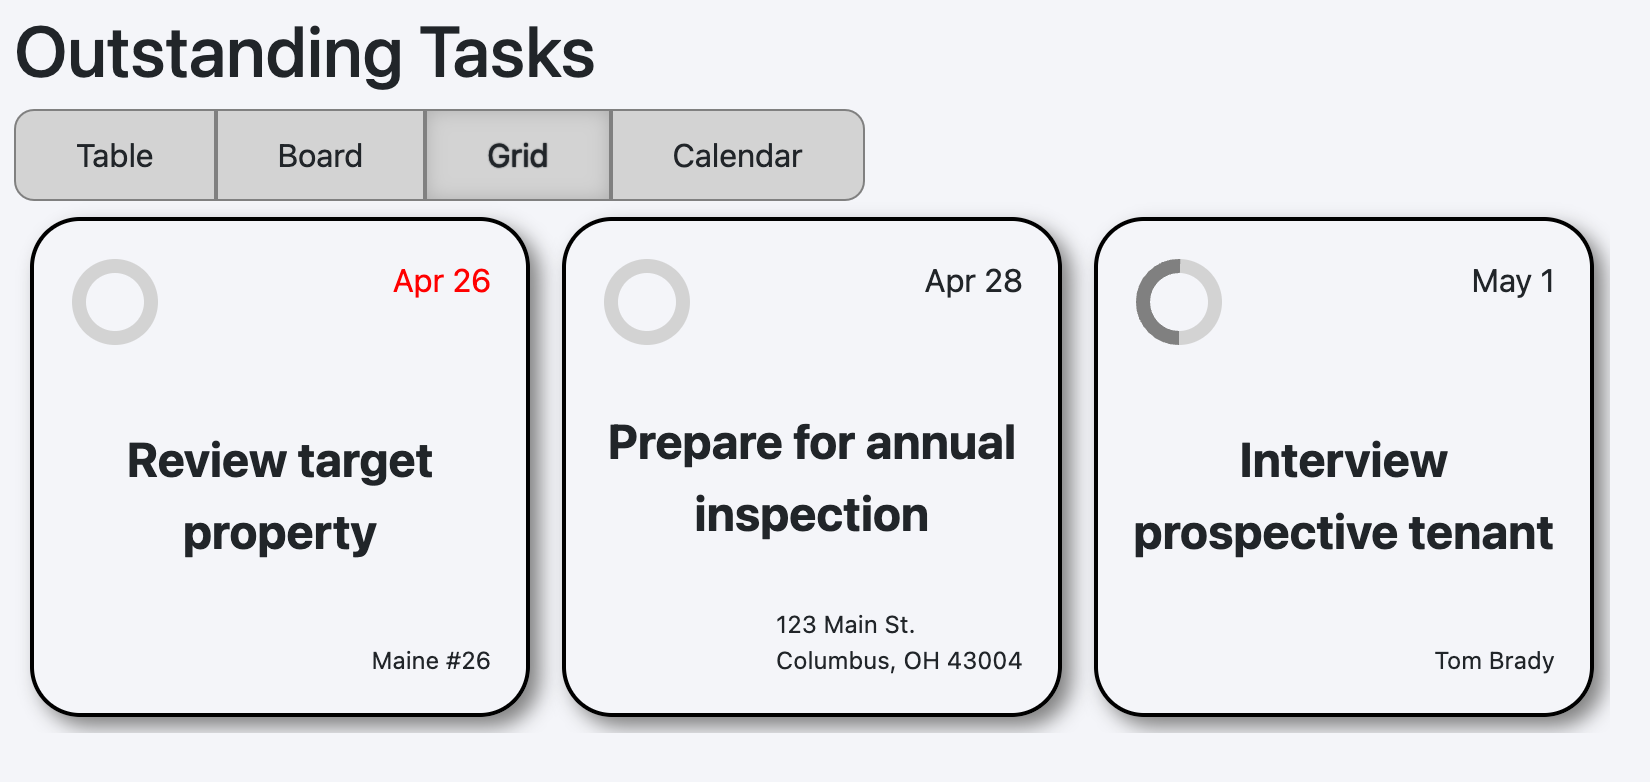 Outstanding Tasks
Table
Board
Grid
Calendar
Apr 26
Review target
property
Maine #26
Apr 28
Prepare for annual
inspection
123 Main St.
Columbus, OH 43004
May 1
Interview
prospective tenant
Tom Brady